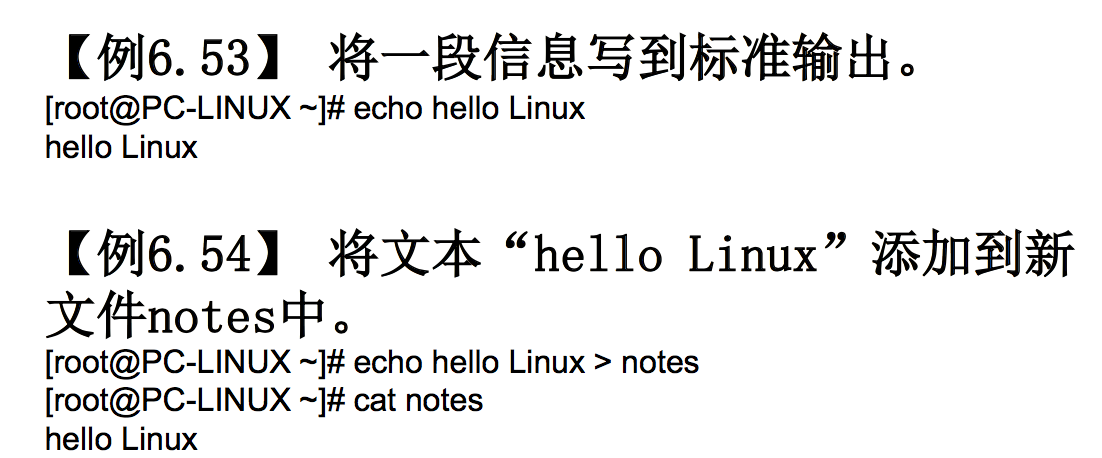 【例6.53】 将一段信息写到标准输出。
[root@PC-LINUX ~]# echo hello Linux
hello Linux
【例6.54】 将文本“hello Linux”添加到新
文件notes中。
[root@PC-LINUX ~]# echo hello Linux > notes
[root@PC-LINUX ~]# cat notes
hello Linux